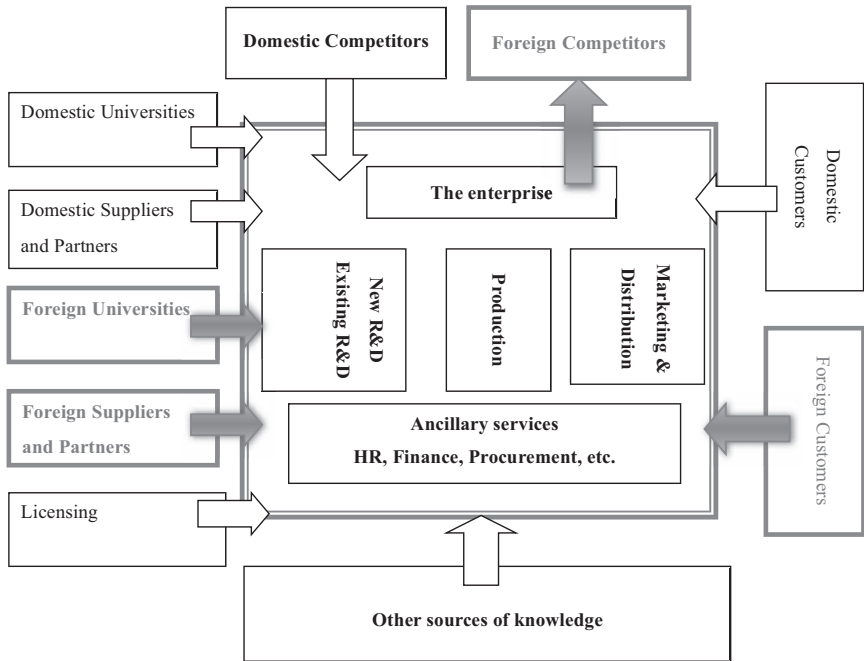 Domestic Competitors
Foreign Competitors
Domestic Universities
Domestic
Customers
Domestic Suppliers
and Partners
The enterprise
Foreign Universities
New R&D
Existing R&D
Production
Marketing &
Distribution
Foreign Suppliers
and Partners
Ancillary services
HR, Finance, Procurement, etc.
Foreign Customers
Licensing
Other sources of knowledge